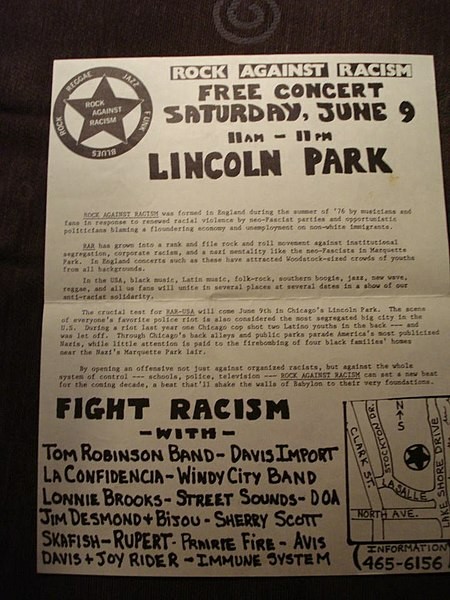 REGGAE JAZZ FUNK BLUES ROCK
ROCK
AGAINST
RACISM
ROCK AGAINST RACISM
FREE CONCERT
SATURDAY, JUNE 9
11AM - 11PM
LINCOLN PARK
ROCK AGAINST RACISM was formed in England during the summer of '76 by musicians and
fans in response to renewed racial violence by neo-Fascist parties and opportunistic
politicians blaming a floundering economy and unemployment on non-white immigrants.
RAR has grown into a rank and file rock and roll movement against institutional
segregation, corporate racism, and a nazi mentality like the neo-Fascists in Marquette
Park. In England concerts such as these have attracted Woodstock-sized crowds of youths
from all backgrounds.
In the USA, black music, Latin music, folk-rock, southern boogie, jazz, new wave,
reggae, and all us fans will unite in several places at several dates in a show of our
anti-racist solidarity.
The crucial test for RAR-USA will come June 9th in Chicago's Lincoln Park. The scene
of everyone's favorite police riot is also considered the most segregated big city in the
U.S. During a riot last year one Chicago cop shot two Latino youths in the back --- and
was let off. Through Chicago's back alleys and public parks parade America's most publicized
Nazis, while little attention is paid to the firebombing of four black families' homes
near the Nazi's Marquette Park lair.
By opening an offensive not just against organized racists, but against the whole
system of control --- schools, police, television --- ROCK AGAINST RACISM can set a new beat
for the coming decade, a beat that'll shake the walls of Babylon to their very foundations.
FIGHT RACISM
- WITH -
TOM ROBINSON BAND - DAVIS IMPORT
LA CONFIDENCIA - WINDY CITY BAND
LONNIE BROOKS - STREET SOUNDS - DOA
JIM DESMOND + BIJOU - SHERRY SCOTT
SKAFISH - RUPERT - PRAIRIE FIRE - AVIS
DAVIS + JOY RIDER - IMMUNE SYSTEM
N
S
CLARK ST.
STOCKTON DR.
LASALLE
LAKE SHORE DRIVE
NORTH AVE.
INFORMATION
465-6156